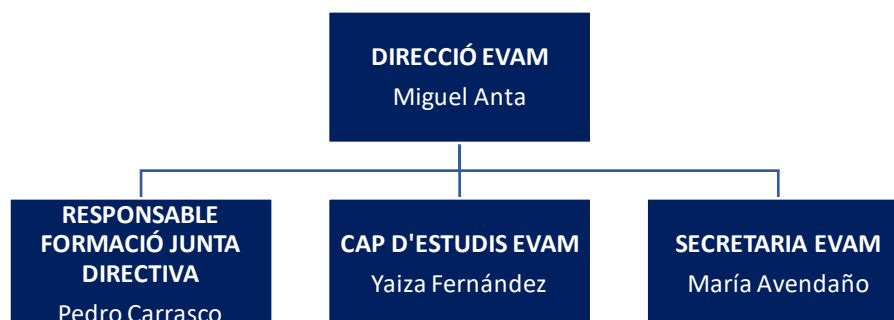 DIRECCIÓ EVAM
Miguel Anta
RESPONSABLE
FORMACIÓ JUNTA
DIRECTIVA
Pedro Carrasco
CAP D'ESTUDIS EVAM
Yaiza Fernández
SECRETARIA EVAM
María Avendaño